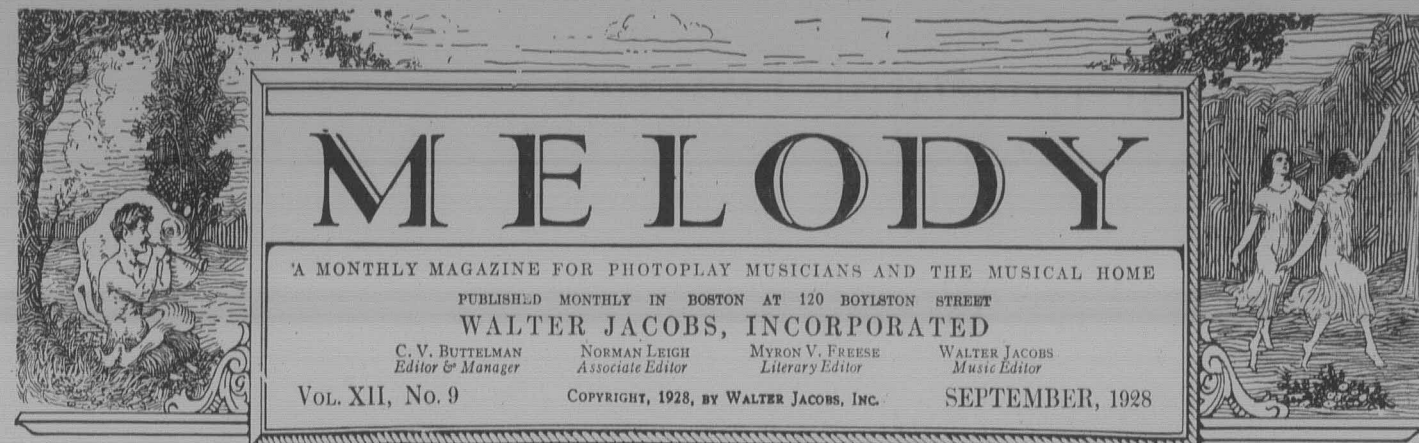 MELODY
A MONTHLY MAGAZINE FOR PHOTOPLAY MUSICIANS AND THE MUSICAL HOME
PUBLISHED MONTHLY IN BOSTON AT 120 BOYLSTON STREET
WALTER JACOBS, INCORPORATED
C. V. BUTTELMAN NORMAN LEIGH MYRON V. FREESE WALTER JACOBS
Editor & Manager Associate Editor Literary Editor Music Editor
VOL. XII, NO. 9 COPYRIGHT, 1928, BY WALTER JACOBS, INC. SEPTEMBER, 1928